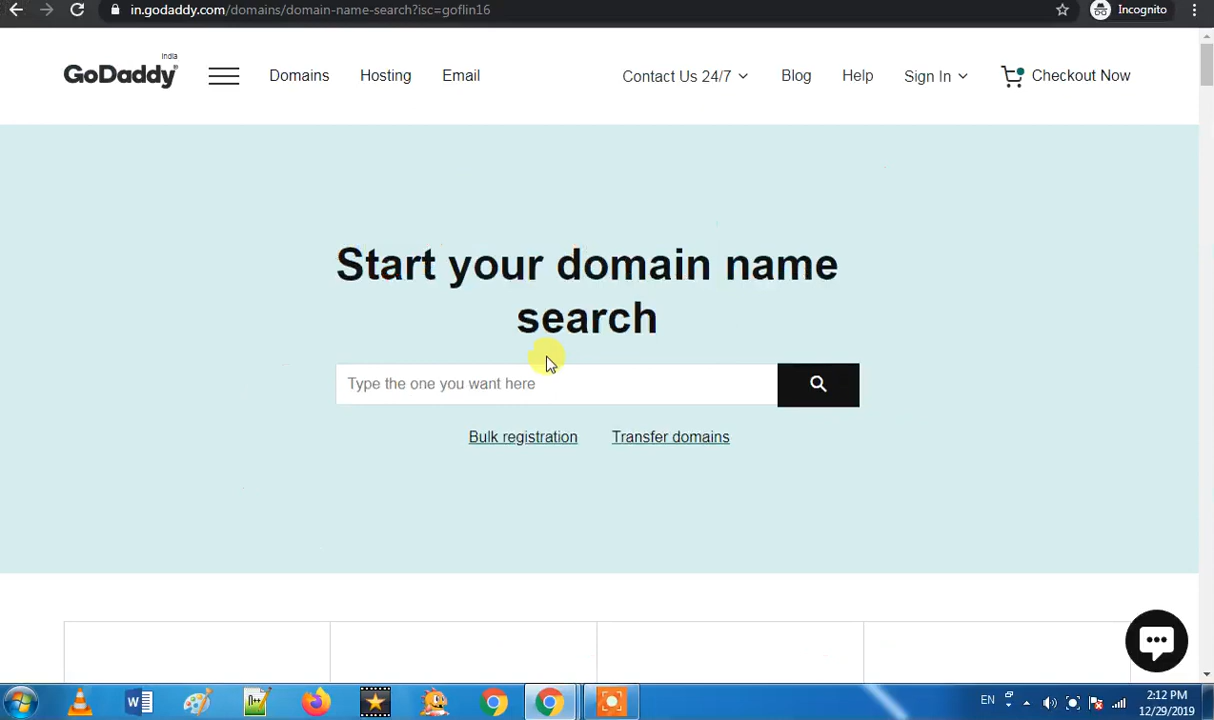 in.godaddy.com/domains/domain-name-search?isc=goflin16
Incognito
India
GoDaddy
Domains
Hosting
Email
Contact Us 24/7
Blog
Help
Sign In
Checkout Now
Start your domain name
search
Type the one you want here
Bulk registration
Transfer domains
EN
2:12 PM
12/29/2019